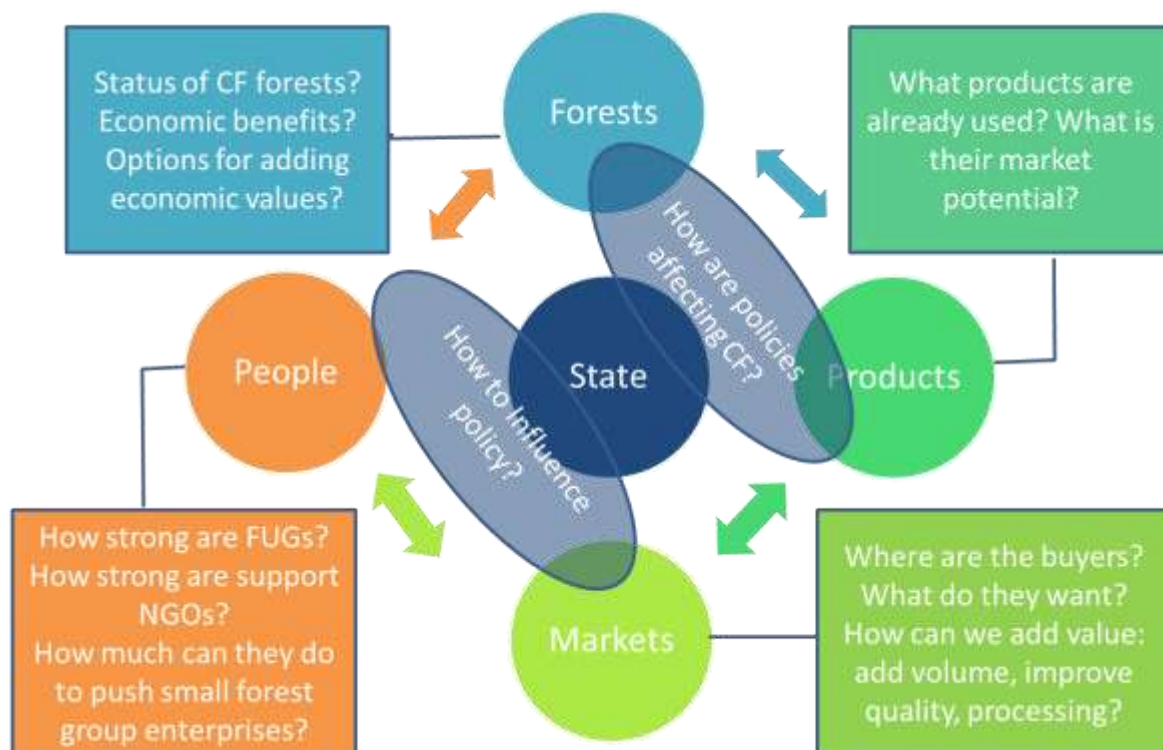 Status of CF forests?
Economic benefits?
Options for adding
economic values?
Forests
What products are
already used? What is
their market
potential?
How are policies
affecting CF?
People
How to Influence
policy?
State
Products
How strong are FUGs?
How strong are support
NGOs?
How much can they do
to push small forest
group enterprises?
Markets
Where are the buyers?
What do they want?
How can we add value:
add volume, improve
quality, processing?